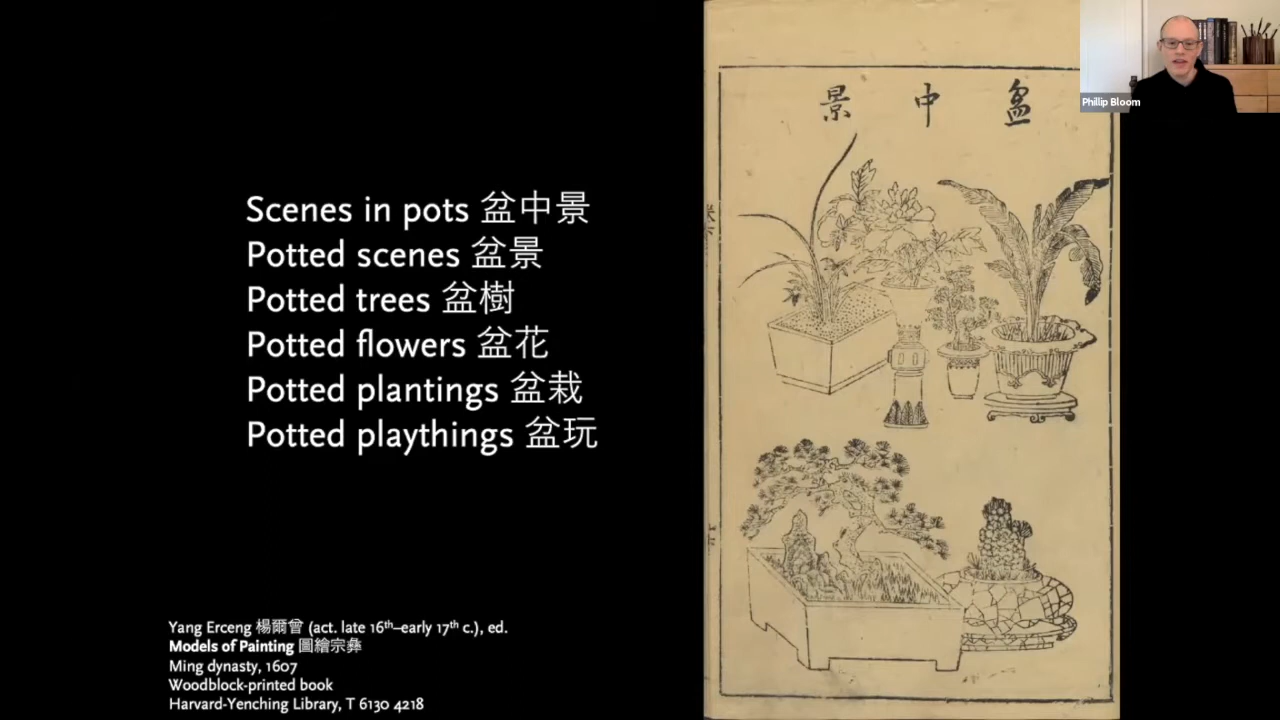 Scenes in pots 盆中景
Potted scenes 盆景
Potted trees 盆樹
Potted flowers 盆花
Potted plantings 盆栽
Potted playthings 盆玩
Yang Erceng 楊爾曾 (act. late 16th–early 17th c.), ed.
Models of Painting 圖繪宗彝
Ming dynasty, 1607
Woodblock-printed book
Harvard-Yenching Library, T 6130 4218
景 中 盆
Philip Bloom